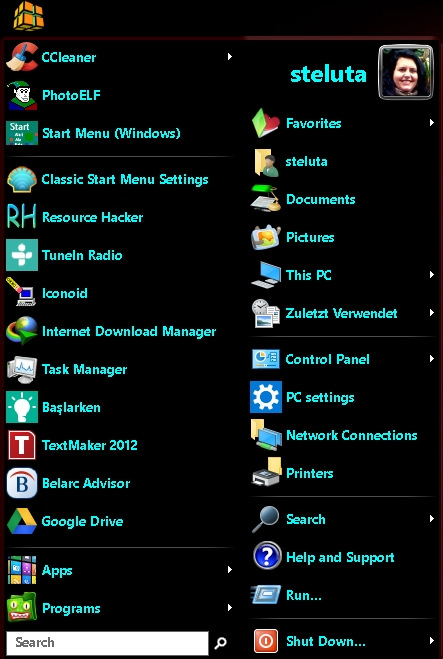 CCleaner
PhotoELF
Start
Start Menu (Windows)
Classic Start Menu Settings
RH
Resource Hacker
TuneIn Radio
Iconoid
Internet Download Manager
Task Manager
Başlarken
T
TextMaker 2012
B
Belarc Advisor
Google Drive
Apps
Programs
Search
steluta
Favorites
steluta
Documents
Pictures
This PC
Zuletzt Verwendet
Control Panel
PC settings
Network Connections
Printers
Search
?
Help and Support
Run...
Shut Down...